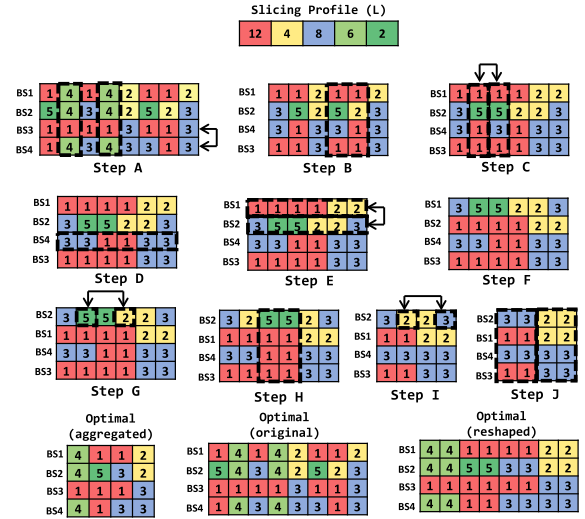 Slicing Profile (L)
12 4 8 6 2
BS1 1 4 1 4 2 1 1 2
BS2 5 4 3 4 2 5 2 3
BS3 1 1 1 1 3 1 1 3
BS4 1 4 3 4 3 1 3 3
Step A
BS1 1 1 2 1 1 2
BS2 3 5 2 5 2 3
BS4 3 1 3 3 1 3
BS3 1 1 3 1 1 3
Step B
BS1 1 1 1 1 2 2
BS2 3 5 5 2 2 3
BS4 3 1 3 1 3 3
BS3 1 1 1 1 3 3
Step C
BS1 1 1 1 1 2 2
BS2 3 5 5 2 2 3
BS4 3 3 1 1 3 3
BS3 1 1 1 1 3 3
Step D
BS1 1 1 1 1 2 2
BS2 3 5 5 2 2 3
BS4 3 3 1 1 3 3
BS3 1 1 1 1 3 3
Step E
BS2 3 5 5 2 2 3
BS1 1 1 1 1 2 2
BS4 3 3 1 1 3 3
BS3 1 1 1 1 3 3
Step F
BS2 3 5 5 2 2 3
BS1 1 1 1 1 2 2
BS4 3 3 1 1 3 3
BS3 1 1 1 1 3 3
Step G
BS2 3 2 5 5 2 3
BS1 1 1 1 1 2 2
BS4 3 3 1 1 3 3
BS3 1 1 1 1 3 3
Step H
BS2 3 2 2 3
BS1 1 1 2 2
BS4 3 3 3 3
BS3 1 1 3 3
Step I
BS2 3 3 2 2
BS1 1 1 2 2
BS4 3 3 3 3
BS3 1 1 3 3
Step J
Optimal
(aggregated)
BS1 4 1 1 2
BS2 4 5 3 2
BS3 1 1 1 3
BS4 4 1 3 3
Optimal
(original)
BS1 1 4 1 4 2 1 1 2
BS2 5 4 3 4 2 5 2 3
BS3 1 1 1 1 3 1 1 3
BS4 1 4 3 4 3 1 3 3
Optimal
(reshaped)
BS1 4 4 1 1 1 1 2 2
BS2 4 4 5 5 3 3 2 2
BS3 1 1 1 1 1 1 3 3
BS4 4 4 1 1 3 3 3 3